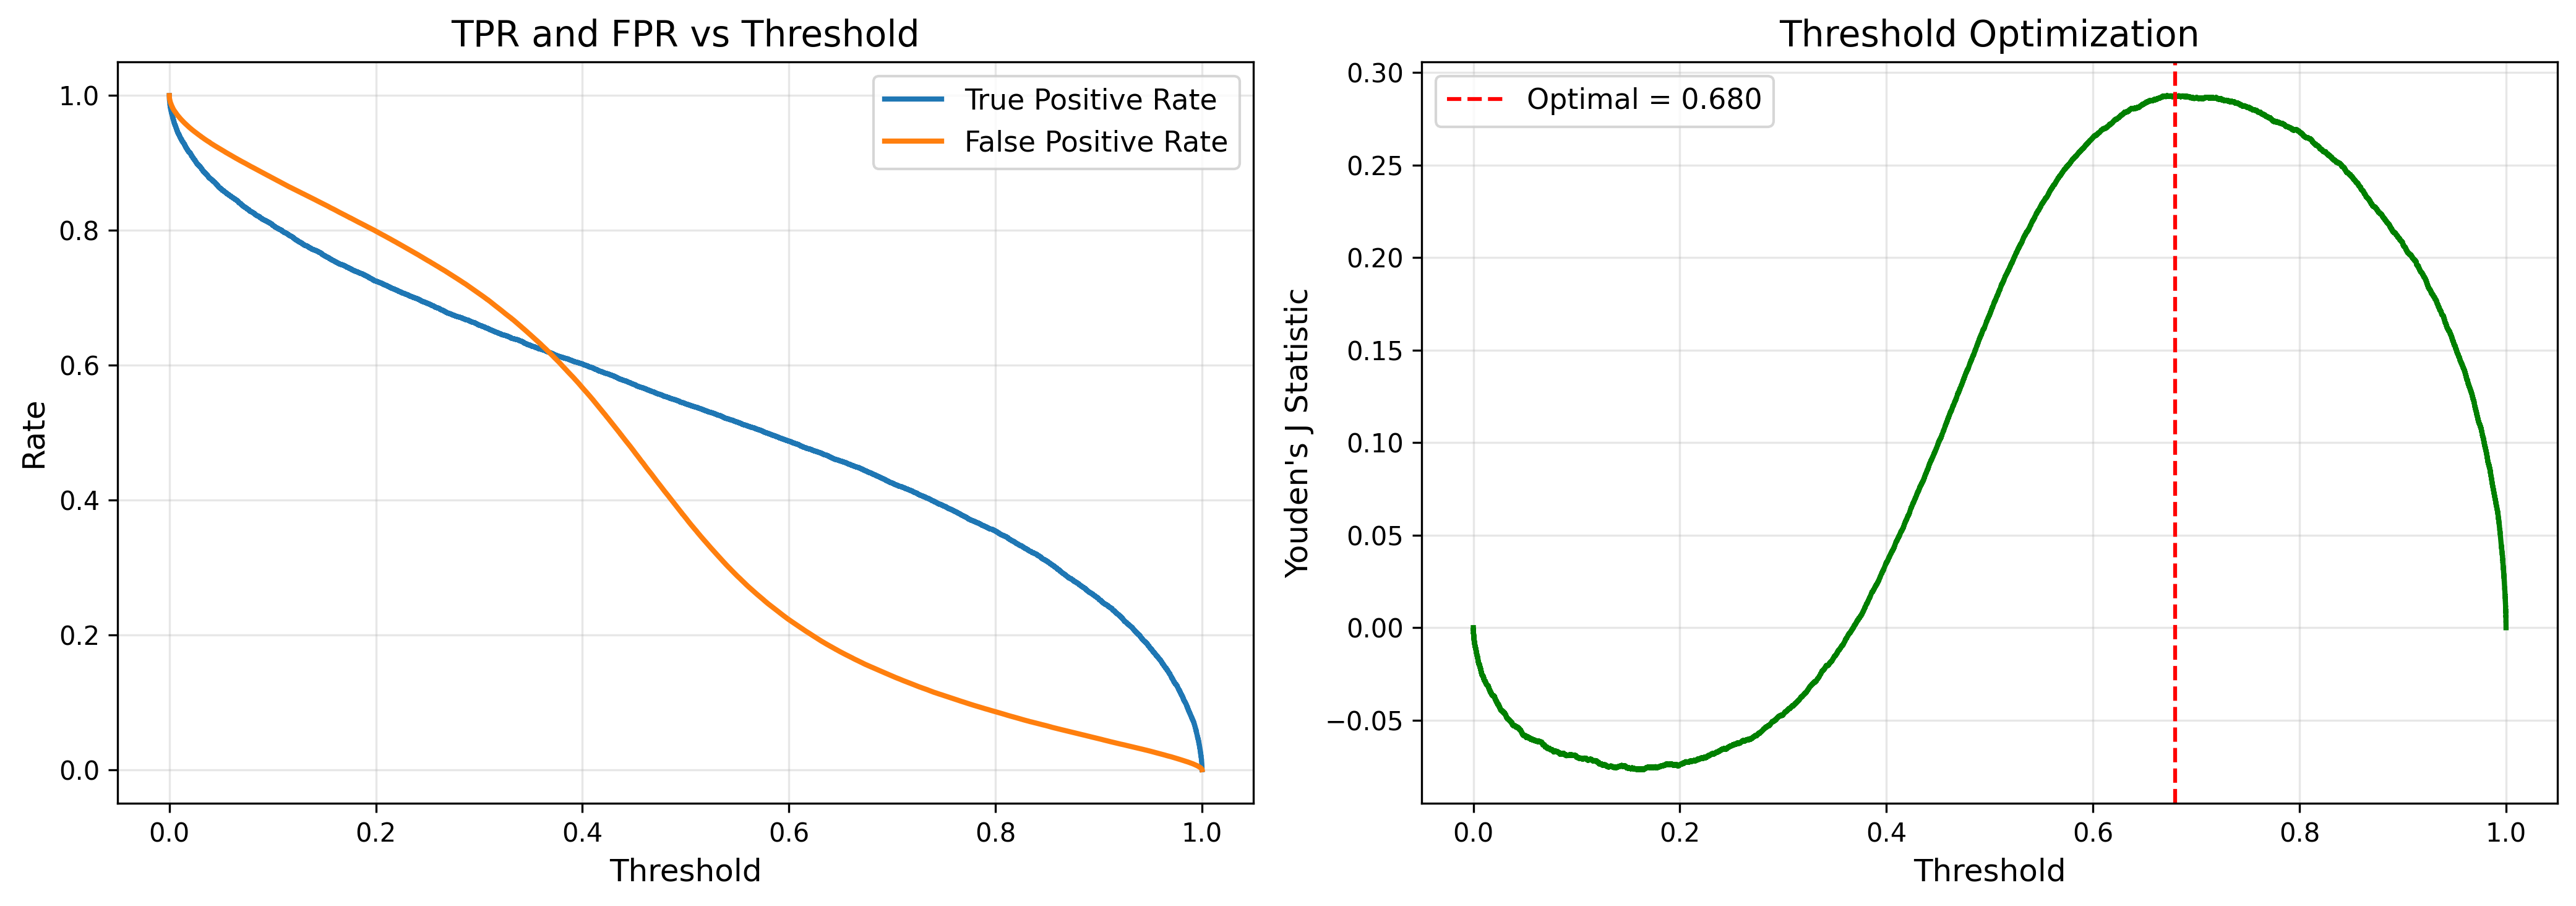 TPR and FPR vs Threshold
True Positive Rate
False Positive Rate
Rate
1.0
0.8
0.6
0.4
0.2
0.0
0.0 0.2 0.4 0.6 0.8 1.0
Threshold
Threshold Optimization
Optimal = 0.680
Youden's J Statistic
0.30
0.25
0.20
0.15
0.10
0.05
0.00
−0.05
0.0 0.2 0.4 0.6 0.8 1.0
Threshold